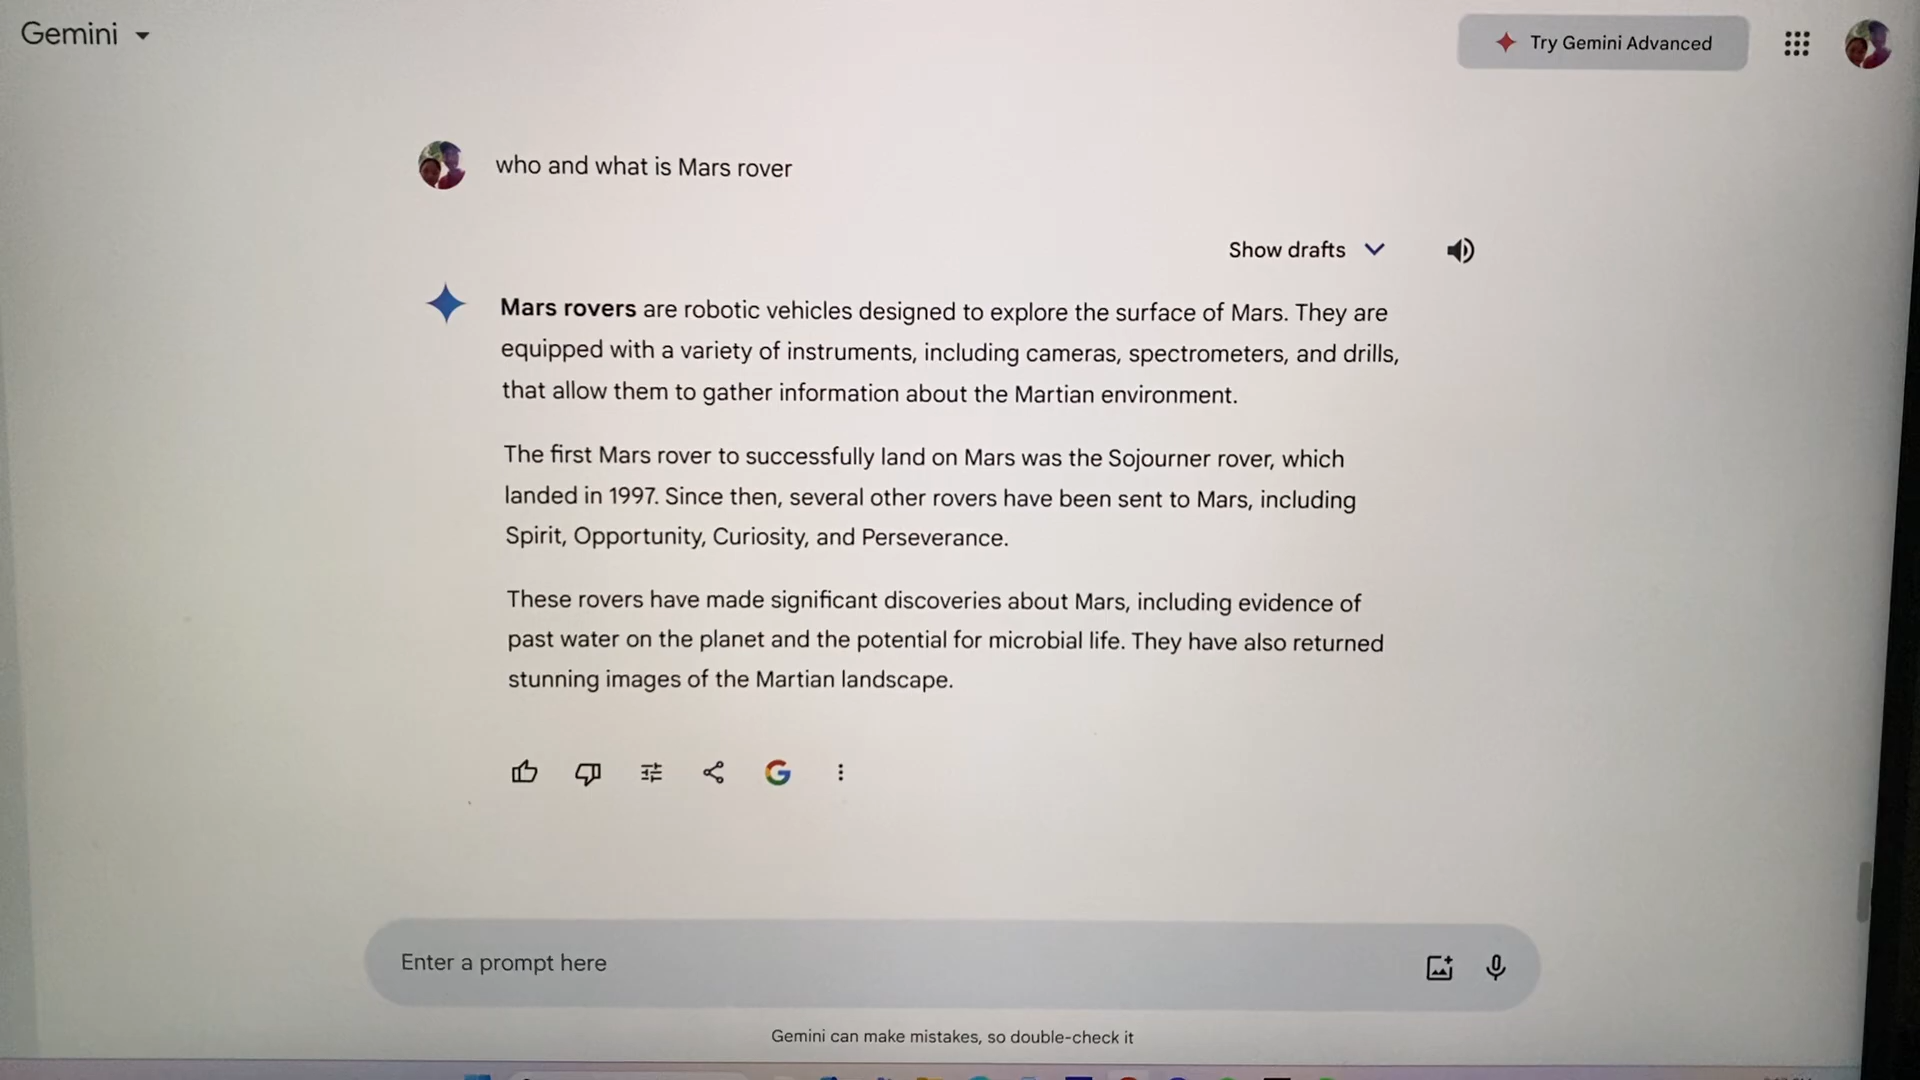 Gemini
Try Gemini Advanced
who and what is Mars rover
Show drafts
Mars rovers are robotic vehicles designed to explore the surface of Mars. They are
equipped with a variety of instruments, including cameras, spectrometers, and drills,
that allow them to gather information about the Martian environment.
The first Mars rover to successfully land on Mars was the Sojourner rover, which
landed in 1997. Since then, several other rovers have been sent to Mars, including
Spirit, Opportunity, Curiosity, and Perseverance.
These rovers have made significant discoveries about Mars, including evidence of
past water on the planet and the potential for microbial life. They have also returned
stunning images of the Martian landscape.
Enter a prompt here
Gemini can make mistakes, so double-check it